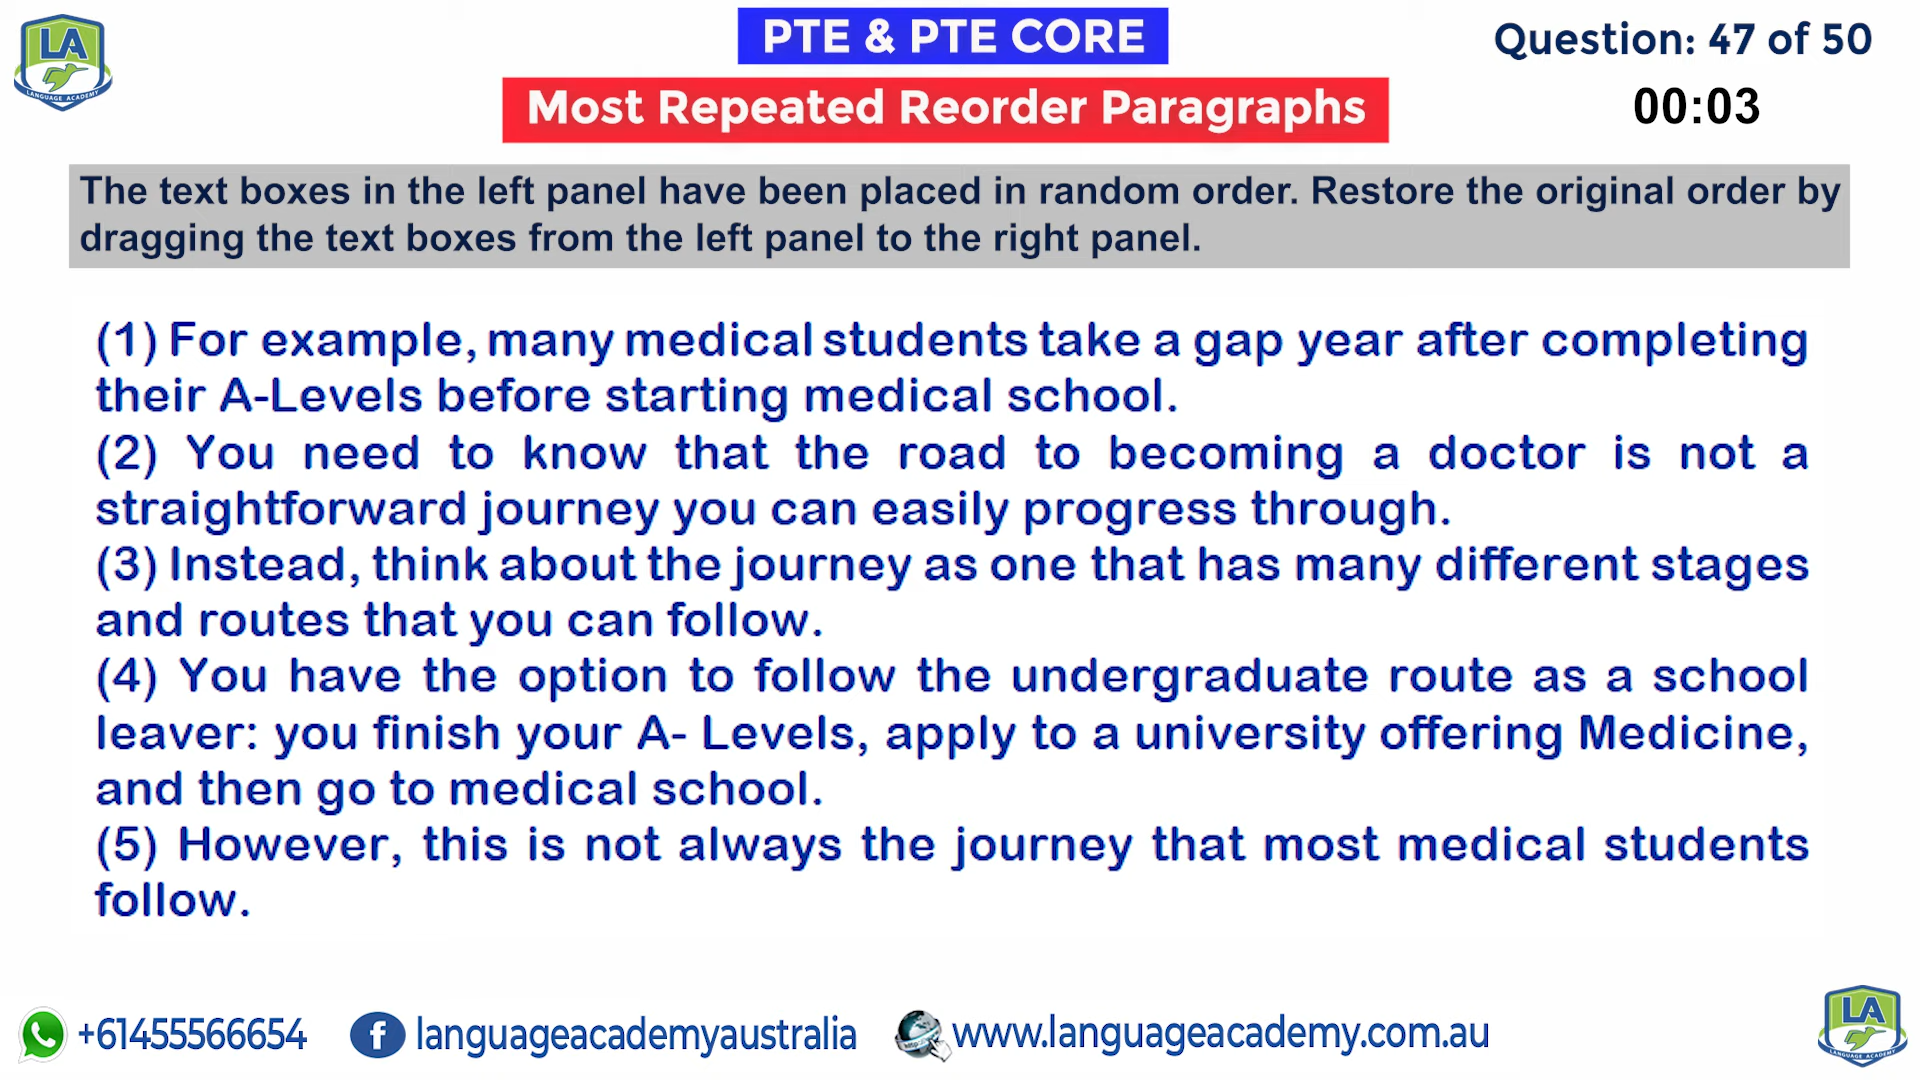 LA
LANGUAGE ACADEMY
PTE & PTE CORE
Question: 47 of 50
Most Repeated Reorder Paragraphs
00:03
The text boxes in the left panel have been placed in random order. Restore the original order by
dragging the text boxes from the left panel to the right panel.
(1) For example, many medical students take a gap year after completing
their A-Levels before starting medical school.
(2) You need to know that the road to becoming a doctor is not a
straightforward journey you can easily progress through.
(3) Instead, think about the journey as one that has many different stages
and routes that you can follow.
(4) You have the option to follow the undergraduate route as a school
leaver: you finish your A- Levels, apply to a university offering Medicine,
and then go to medical school.
(5) However, this is not always the journey that most medical students
follow.
+61455566654
f languageacademyaustralia
http://
www.languageacademy.com.au
LA
LANGUAGE ACADEMY